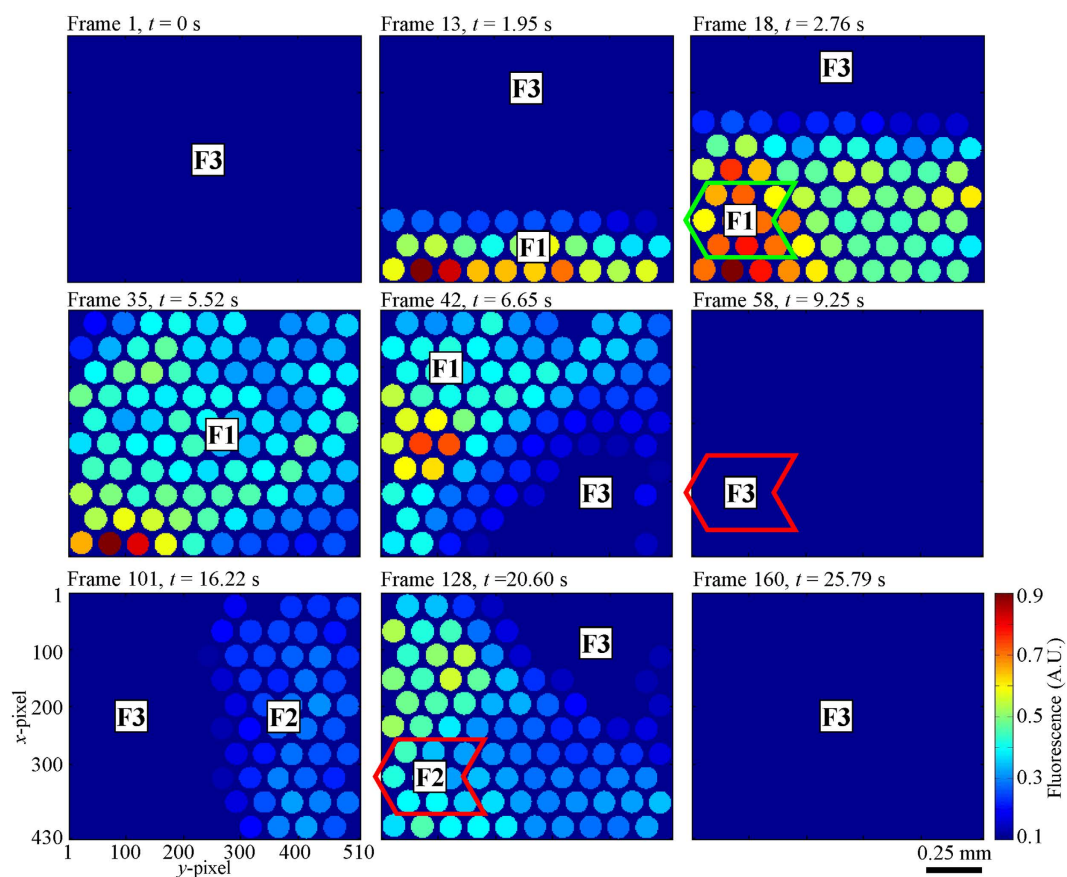 Frame 1, t = 0 s
Frame 13, t = 1.95 s
Frame 18, t = 2.76 s
F3
F3
F3
F1
F1
Frame 35, t = 5.52 s
Frame 42, t = 6.65 s
Frame 58, t = 9.25 s
F1
F1
F3
F3
Frame 101, t = 16.22 s
Frame 128, t =20.60 s
Frame 160, t = 25.79 s
1
100
200
300
430
x-pixel
F3
F2
F3
F2
F3
1 100 200 300 400 510
y-pixel
0.9
0.7
0.5
0.3
0.1
Fluorescence (A.U.)
0.25 mm